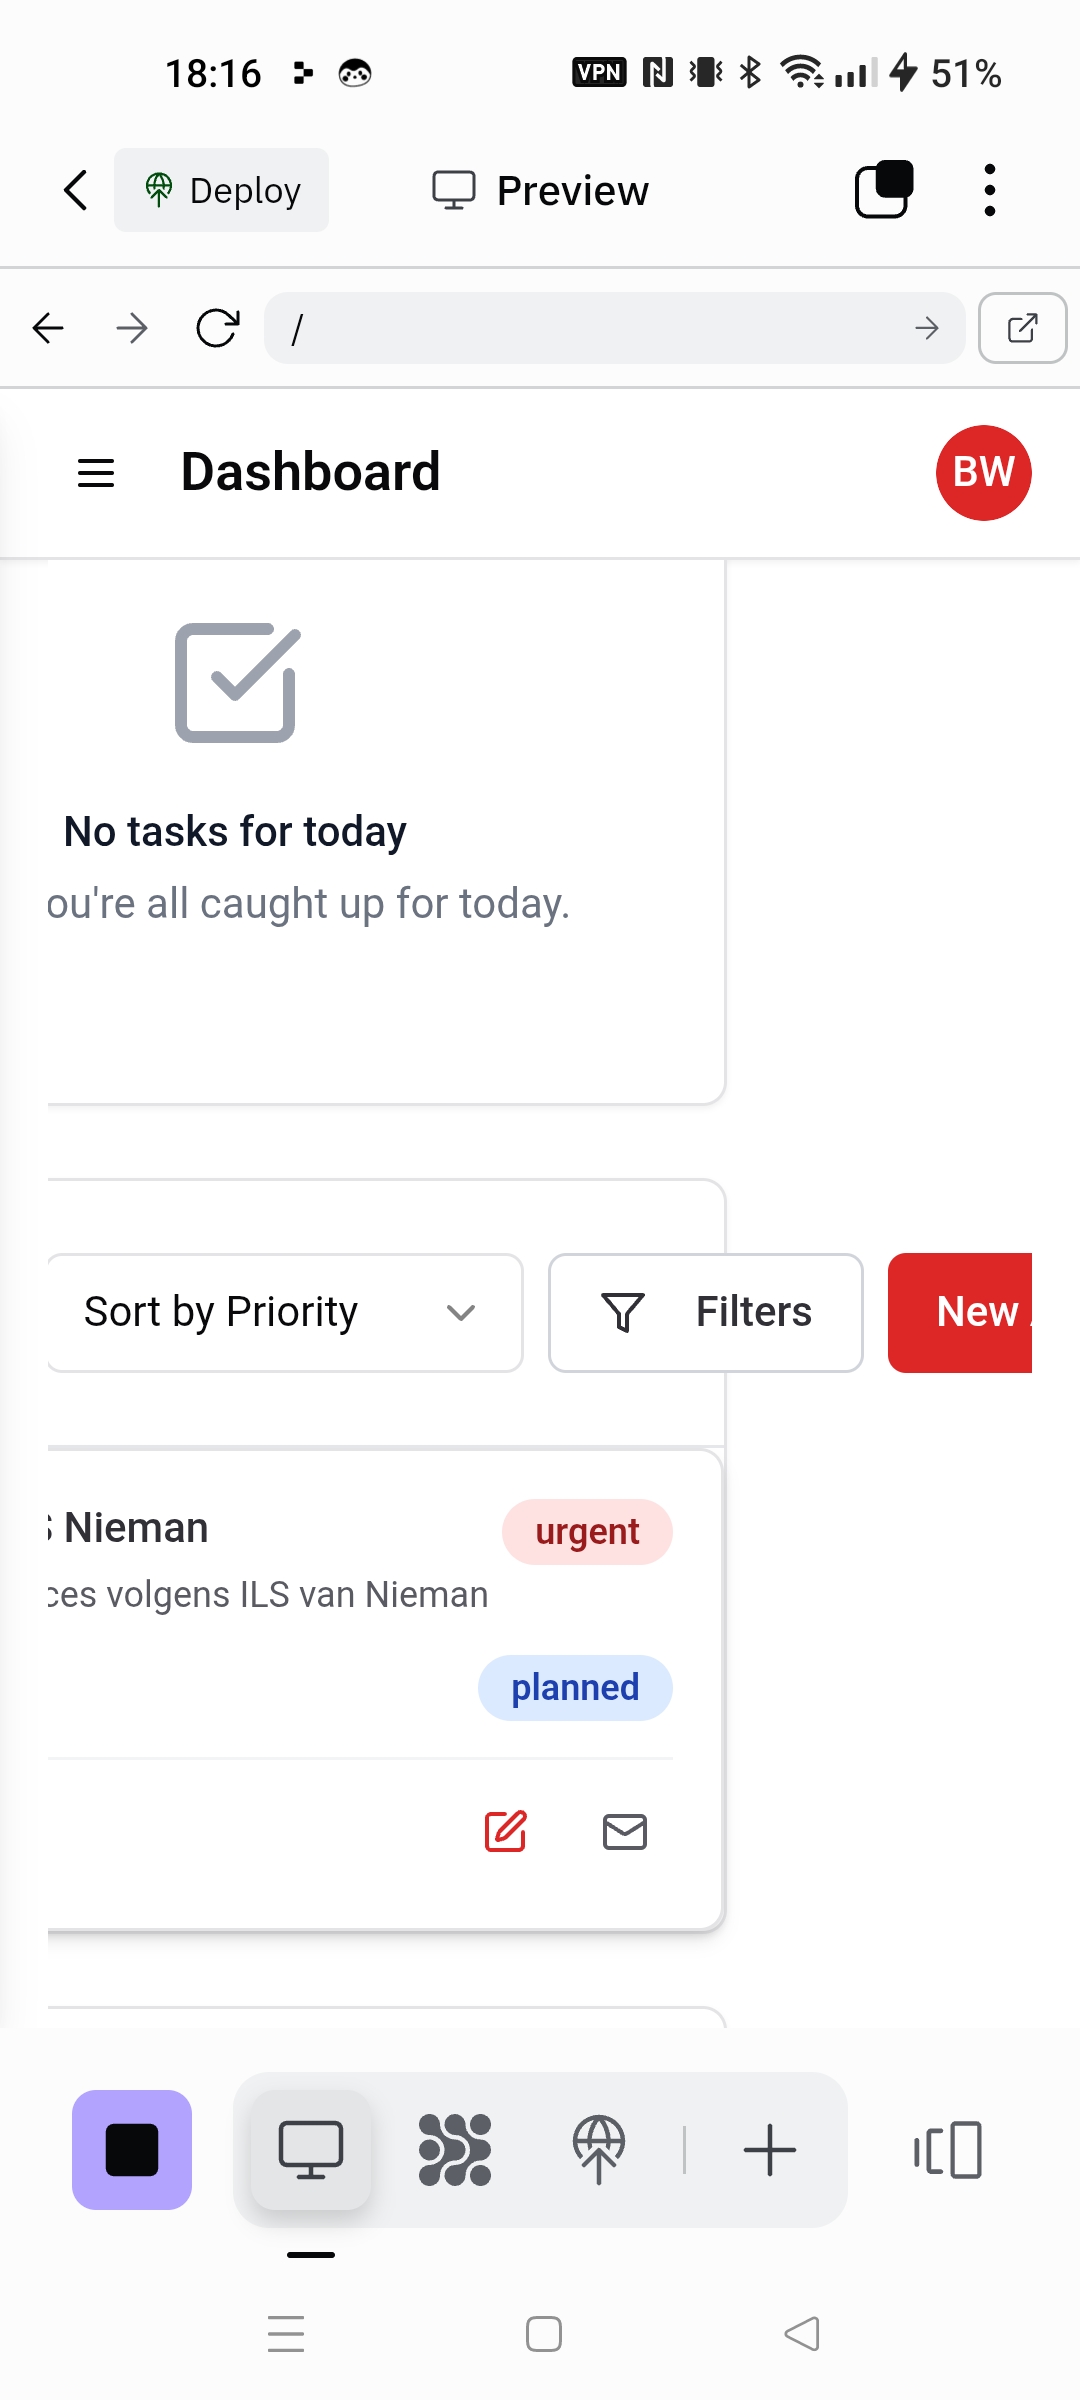 18:16
VPN
51%
Deploy
Preview
/
Dashboard
BW
No tasks for today
ou're all caught up for today.
Sort by Priority
Filters
New
Nieman
urgent
ces volgens ILS van Nieman
planned